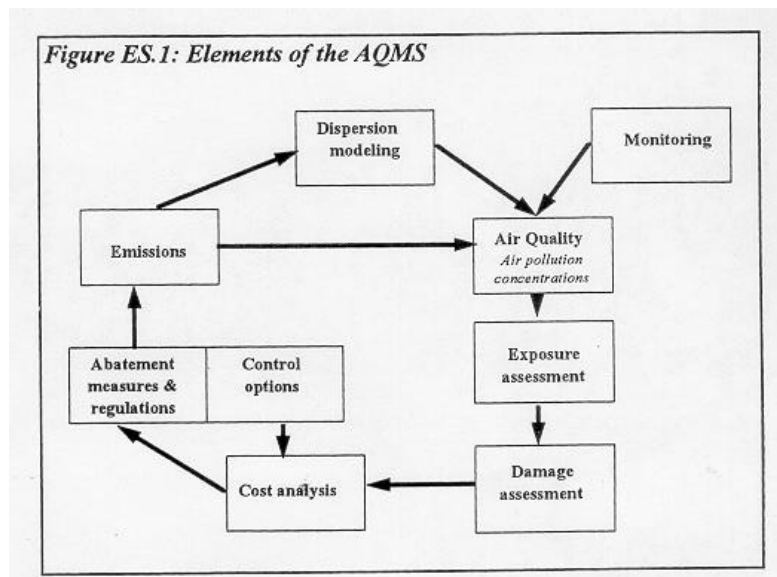 Figure ES.1: Elements of the AQMS
Dispersion
modeling
Monitoring
Emissions
Air Quality
Air pollution
concentrations
Exposure
assessment
Abatement
measures &
regulations
Control
options
Cost analysis
Damage
assessment